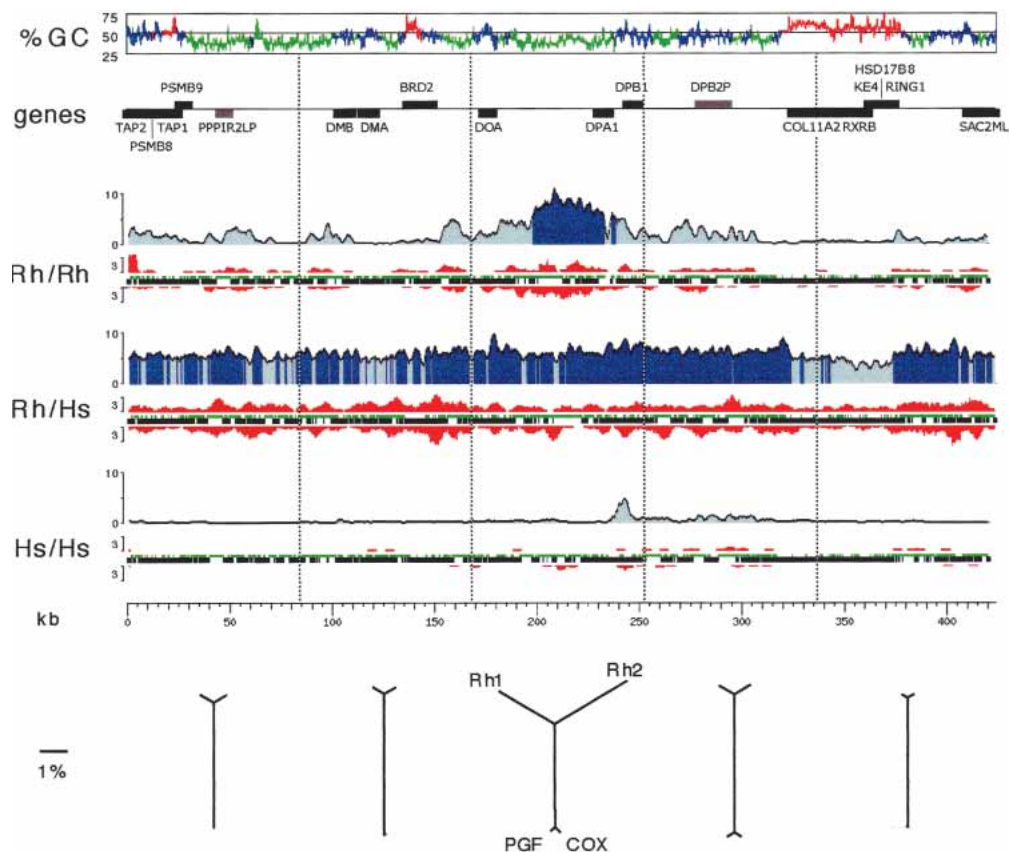 75
% GC 50
25
HSD17B8
PSMB9 BRD2 DPB1 DPB2P KE4 RING1
genes
TAP2 TAP1 PPPIR2LP DMB DMA DOA DPA1 COL11A2 RXRB SAC2ML
PSMB8
10
0
3
Rh/Rh
3
10
0
3
Rh/Hs
3
10
0
3
Hs/Hs
3
kb 0 50 100 150 200 250 300 350 400
Rh1 Rh2
1%
PGF COX